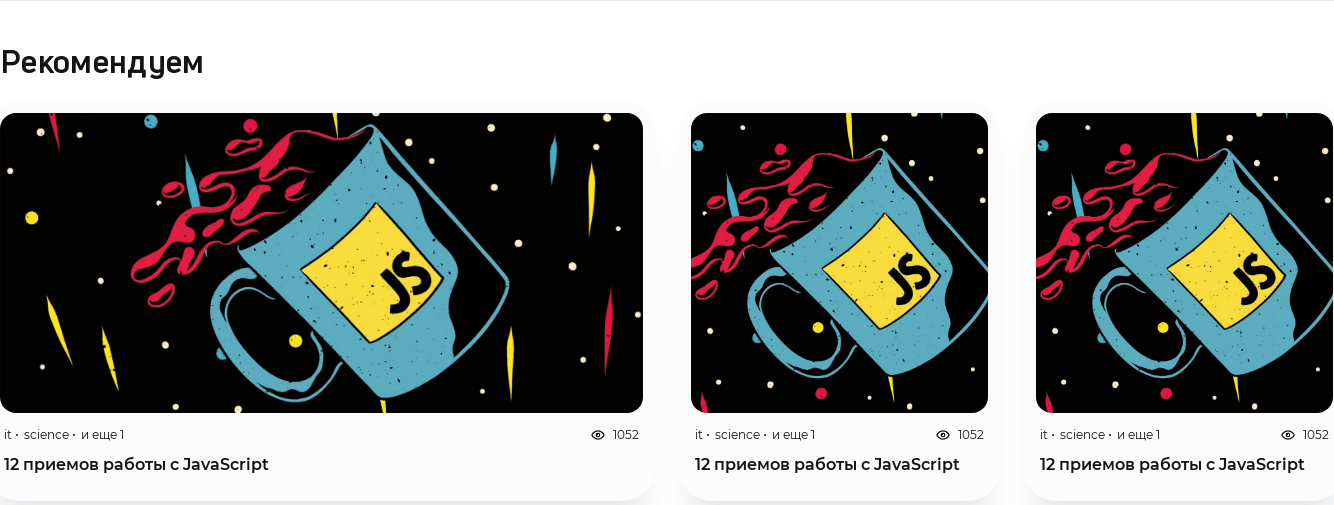 Рекомендуем
JS
JS
JS
it • science • и еще 1
1052
12 приемов работы с JavaScript
it • science • и еще 1
1052
12 приемов работы с JavaScript
it • science • и еще 1
1052
12 приемов работы с JavaScript